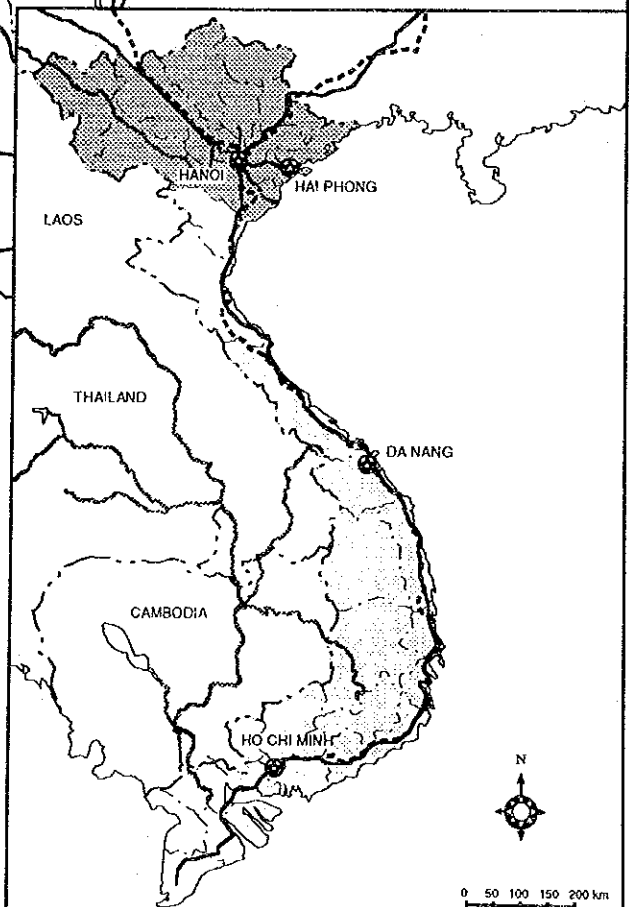 HANOI
HAI PHONG
LAOS
THAILAND
DA NANG
CAMBODIA
HO CHI MINH
N
0 50 100 150 200 km